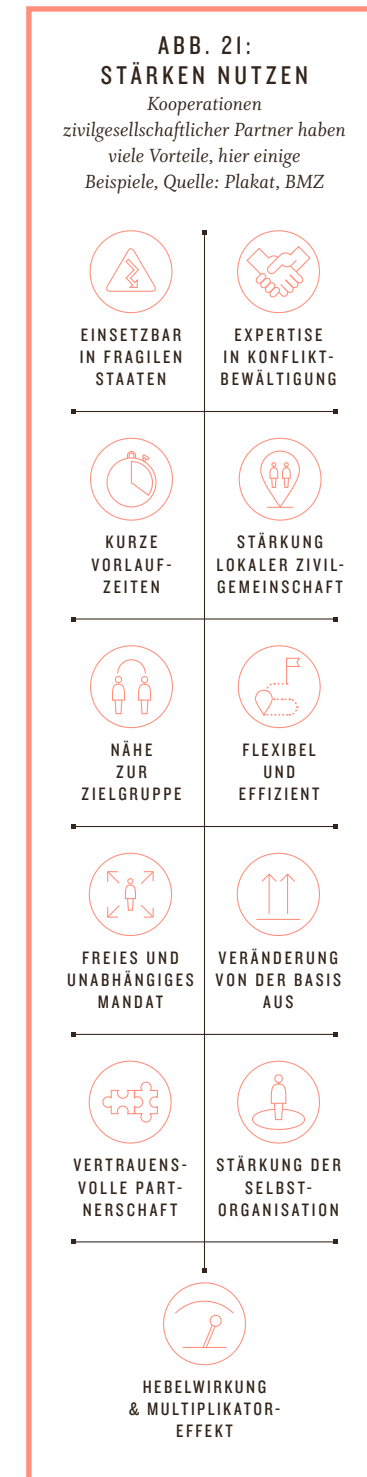 ABB. 21:
STÄRKEN NUTZEN
Kooperationen
zivilgesellschaftlicher Partner haben
viele Vorteile, hier einige
Beispiele, Quelle: Plakat, BMZ
EINSETZBAR
IN FRAGILEN
STAATEN
EXPERTISE
IN KONFLIKT-
BEWÄLTIGUNG
KURZE
VORLAUF-
ZEITEN
STÄRKUNG
LOKALER ZIVIL-
GEMEINSCHAFT
NÄHE
ZUR
ZIELGRUPPE
FLEXIBEL
UND
EFFIZIENT
FREIES UND
UNABHÄNGIGES
MANDAT
VERÄNDERUNG
VON DER BASIS
AUS
VERTRAUENS-
VOLLE PART-
NERSCHAFT
STÄRKUNG DER
SELBST-
ORGANISATION
HEBELWIRKUNG
& MULTIPLIKATOR-
EFFEKT